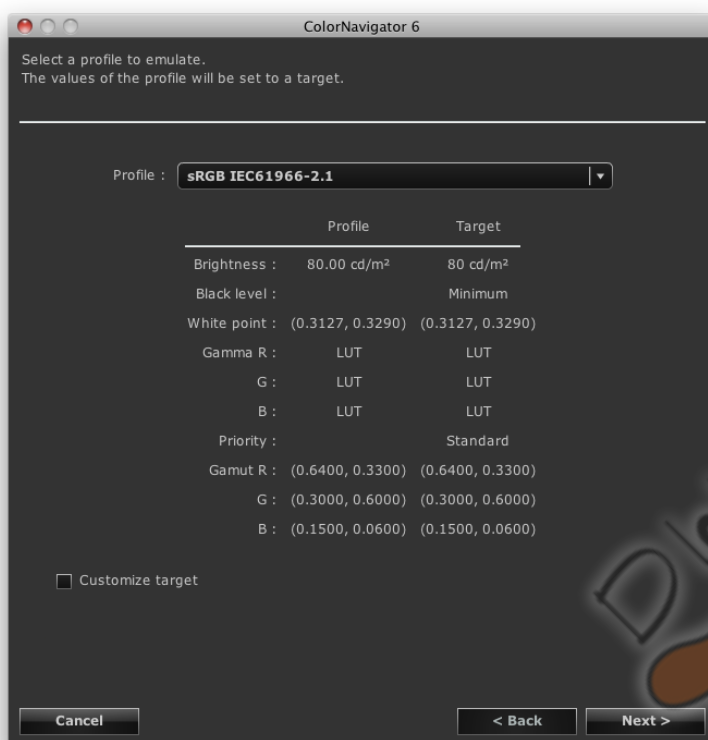 ColorNavigator 6
Select a profile to emulate.
The values of the profile will be set to a target.
Profile : sRGB IEC61966-2.1
Profile Target
Brightness : 80.00 cd/m² 80 cd/m²
Black level : Minimum
White point : (0.3127, 0.3290) (0.3127, 0.3290)
Gamma R : LUT LUT
G : LUT LUT
B : LUT LUT
Priority : Standard
Gamut R : (0.6400, 0.3300) (0.6400, 0.3300)
G : (0.3000, 0.6000) (0.3000, 0.6000)
B : (0.1500, 0.0600) (0.1500, 0.0600)
Customize target
Cancel < Back Next >